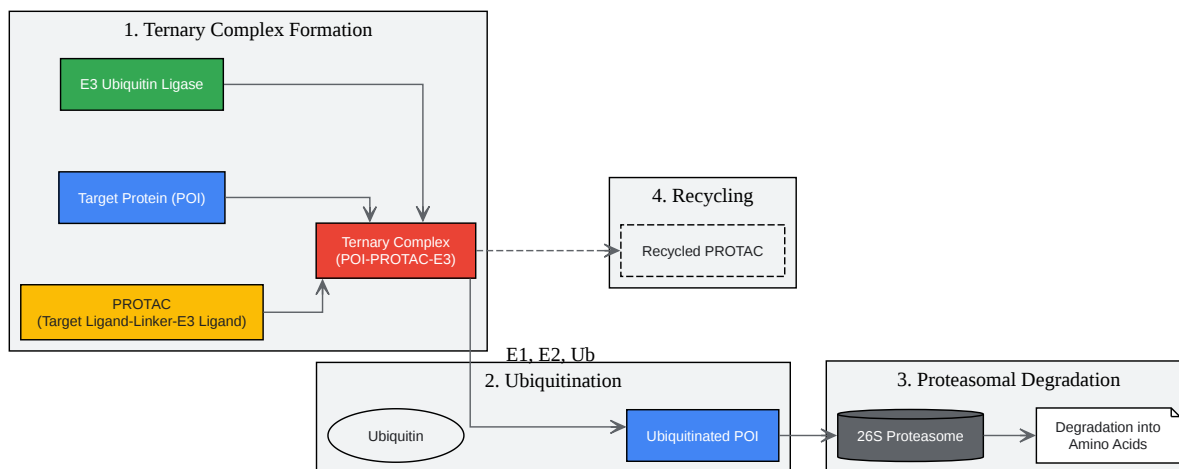 1. Ternary Complex Formation
E3 Ubiquitin Ligase
Target Protein (POI)
Ternary Complex
(POI-PROTAC-E3)
PROTAC
(Target Ligand-Linker-E3 Ligand)
4. Recycling
Recycled PROTAC
E1, E2, Ub
2. Ubiquitination
Ubiquitin
Ubiquitinated POI
3. Proteasomal Degradation
26S Proteasome
Degradation into
Amino Acids